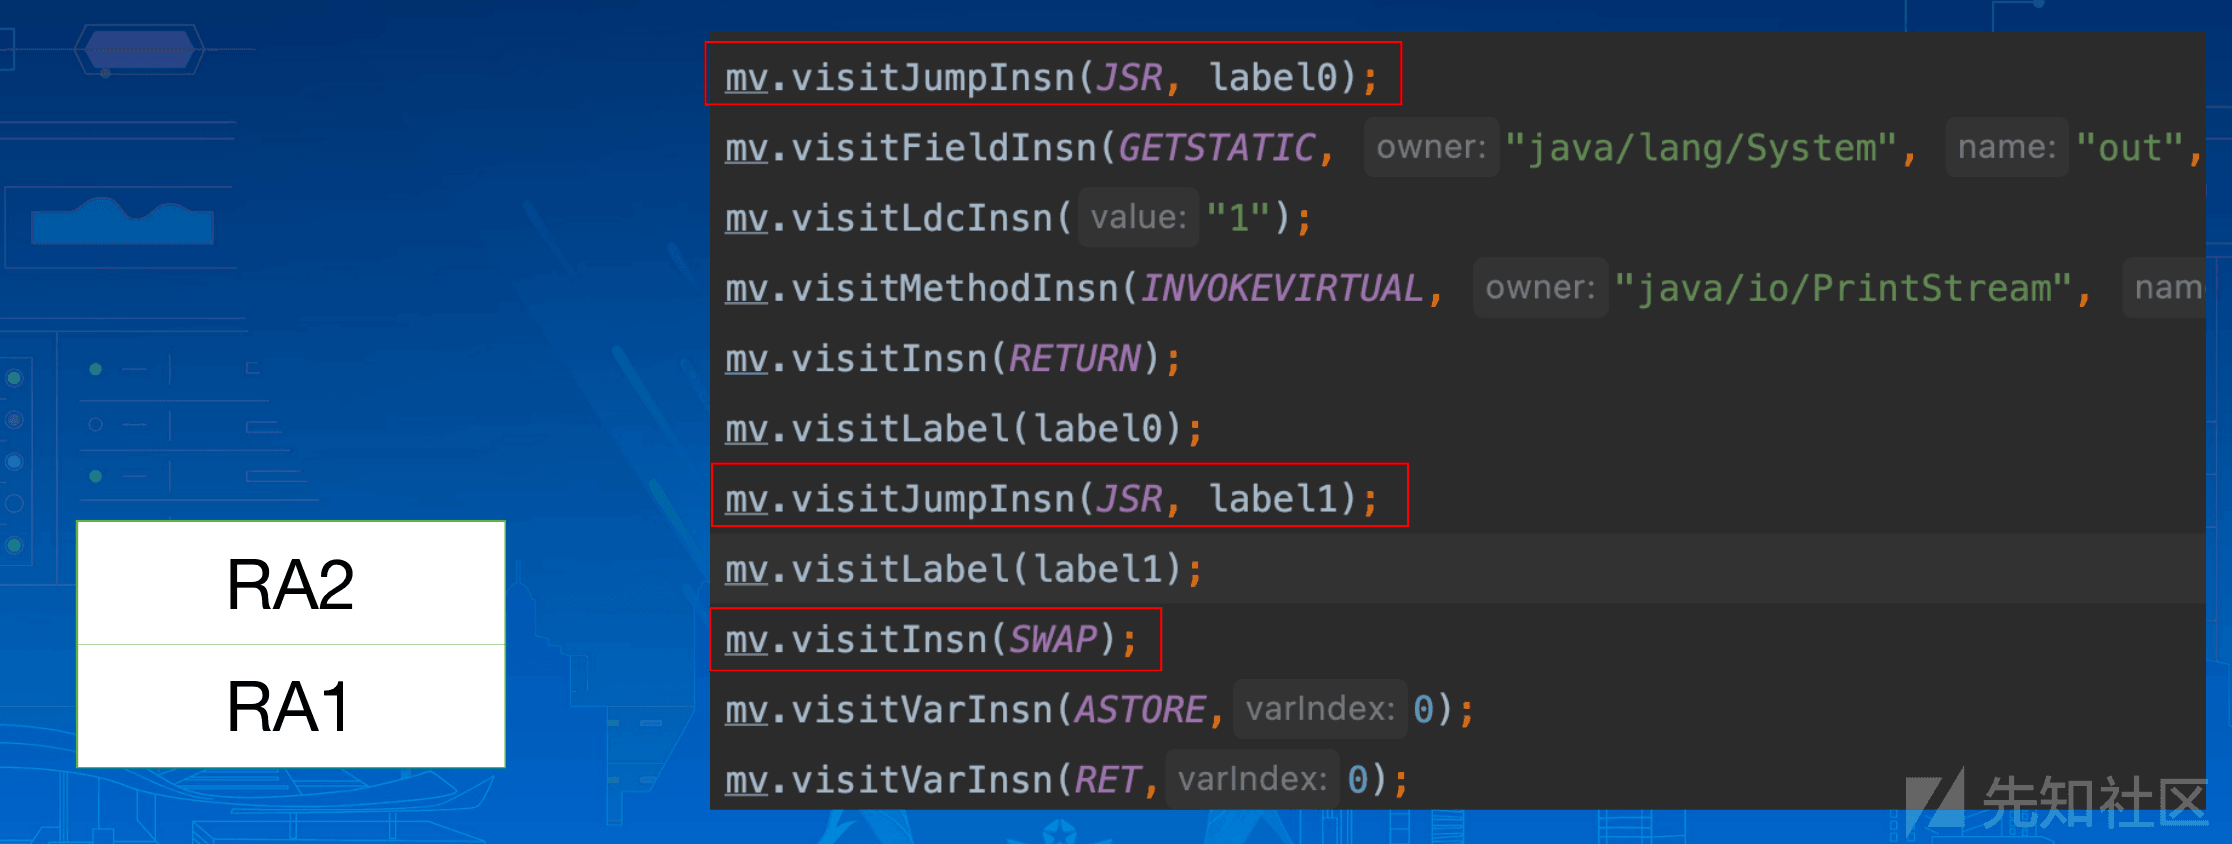 mv.visitJumpInsn(JSR, label0);
mv.visitFieldInsn(GETSTATIC, owner: "java/lang/System", name: "out",
mv.visitLdcInsn( value: "1");
mv.visitMethodInsn(INVOKEVIRTUAL, owner: "java/io/PrintStream", nam
mv.visitInsn(RETURN);
mv.visitLabel(label0);
mv.visitJumpInsn(JSR, label1);
mv.visitLabel(label1);
mv.visitInsn(SWAP);
mv.visitVarInsn(ASTORE, varIndex: 0);
mv.visitVarInsn(RET, varIndex: 0);
RA2
RA1
先知社区